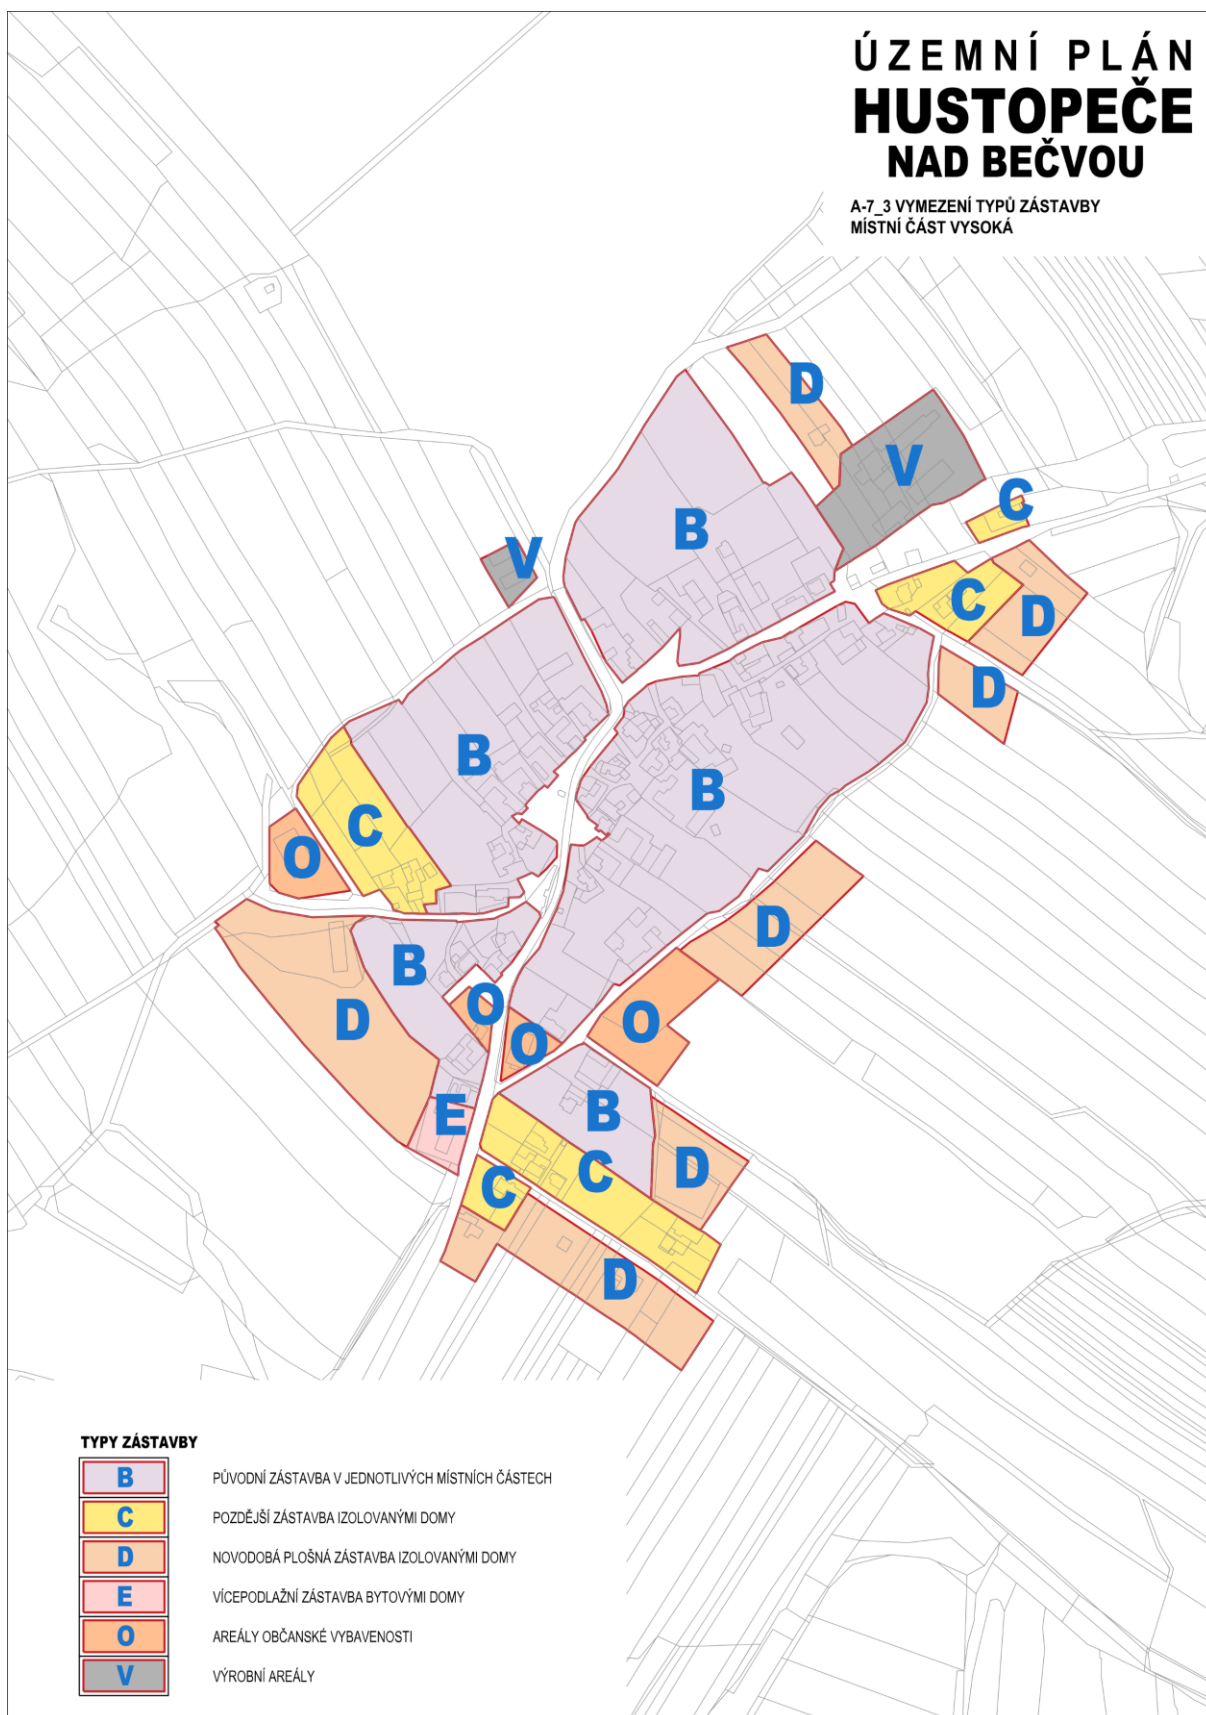 ÚZEMNÍ PLÁN
HUSTOPEČE
NAD BEČVOU
A-7_3 VYMEZENÍ TYPŮ ZÁSTAVBY
MÍSTNÍ ČÁST VYSOKÁ
D
V
C
B
V
C
D
D
B
B
C
O
D
B
O
D
O
O
B
E
C
D
C
D
TYPY ZÁSTAVBY
B PŮVODNÍ ZÁSTAVBA V JEDNOTLIVÝCH MÍSTNÍCH ČÁSTECH
C POZDĚJŠÍ ZÁSTAVBA IZOLOVANÝMI DOMY
D NOVODOBÁ PLOŠNÁ ZÁSTAVBA IZOLOVANÝMI DOMY
E VÍCEPODLAŽNÍ ZÁSTAVBA BYTOVÝMI DOMY
O AREÁLY OBČANSKÉ VYBAVENOSTI
V VÝROBNÍ AREÁLY